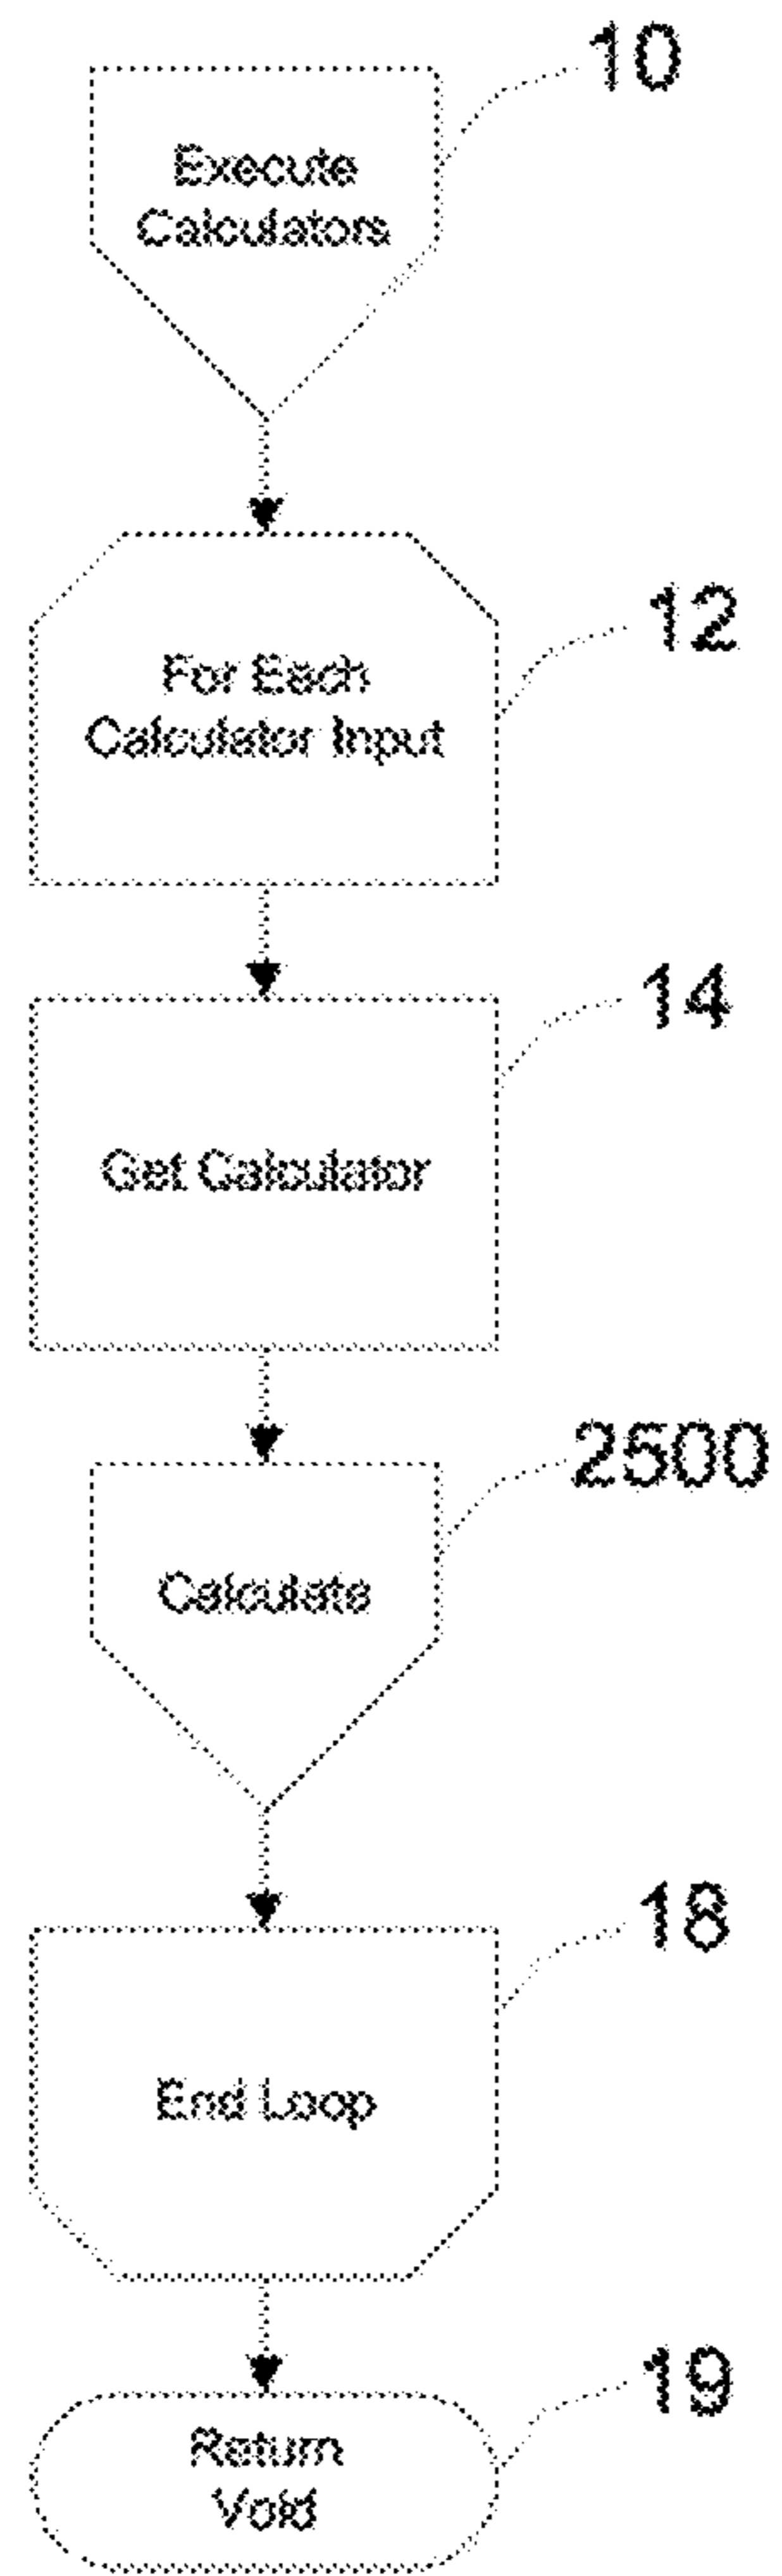 10
Execute
Calculators
12
For Each
Calculator Input
14
Get Calculator
2500
Calculate
18
End Loop
19
Return
Void